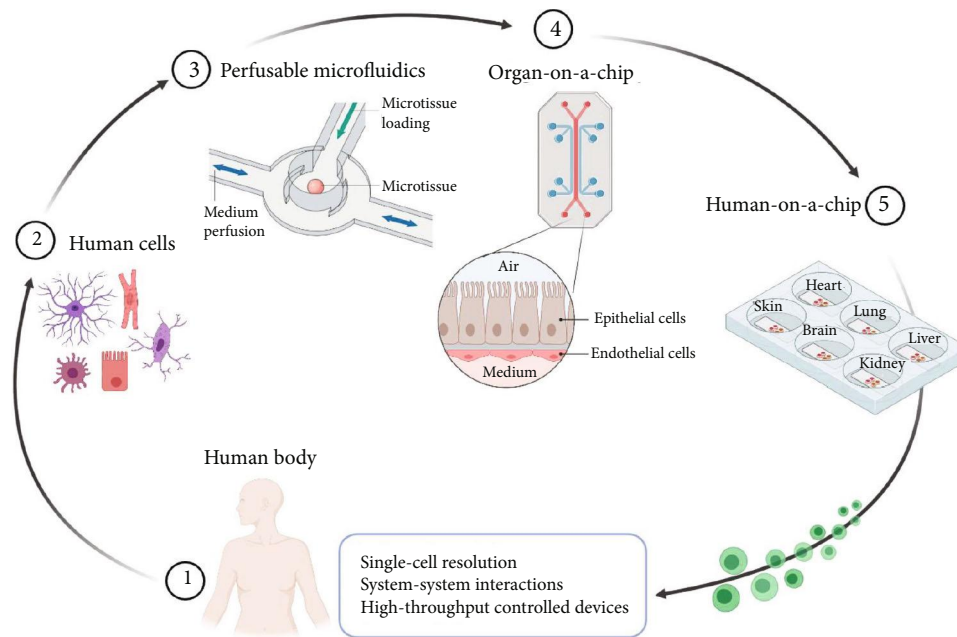 4
Organ-on-a-chip
3
Perfusable microfluidics
Microtissue
loading
Microtissue
Medium
perfusion
2
Human cells
Air
Epithelial cells
Endothelial cells
Medium
Human-on-a-chip
5
Heart
Skin
Lung
Brain
Liver
Kidney
Human body
1
Single-cell resolution
System-system interactions
High-throughput controlled devices